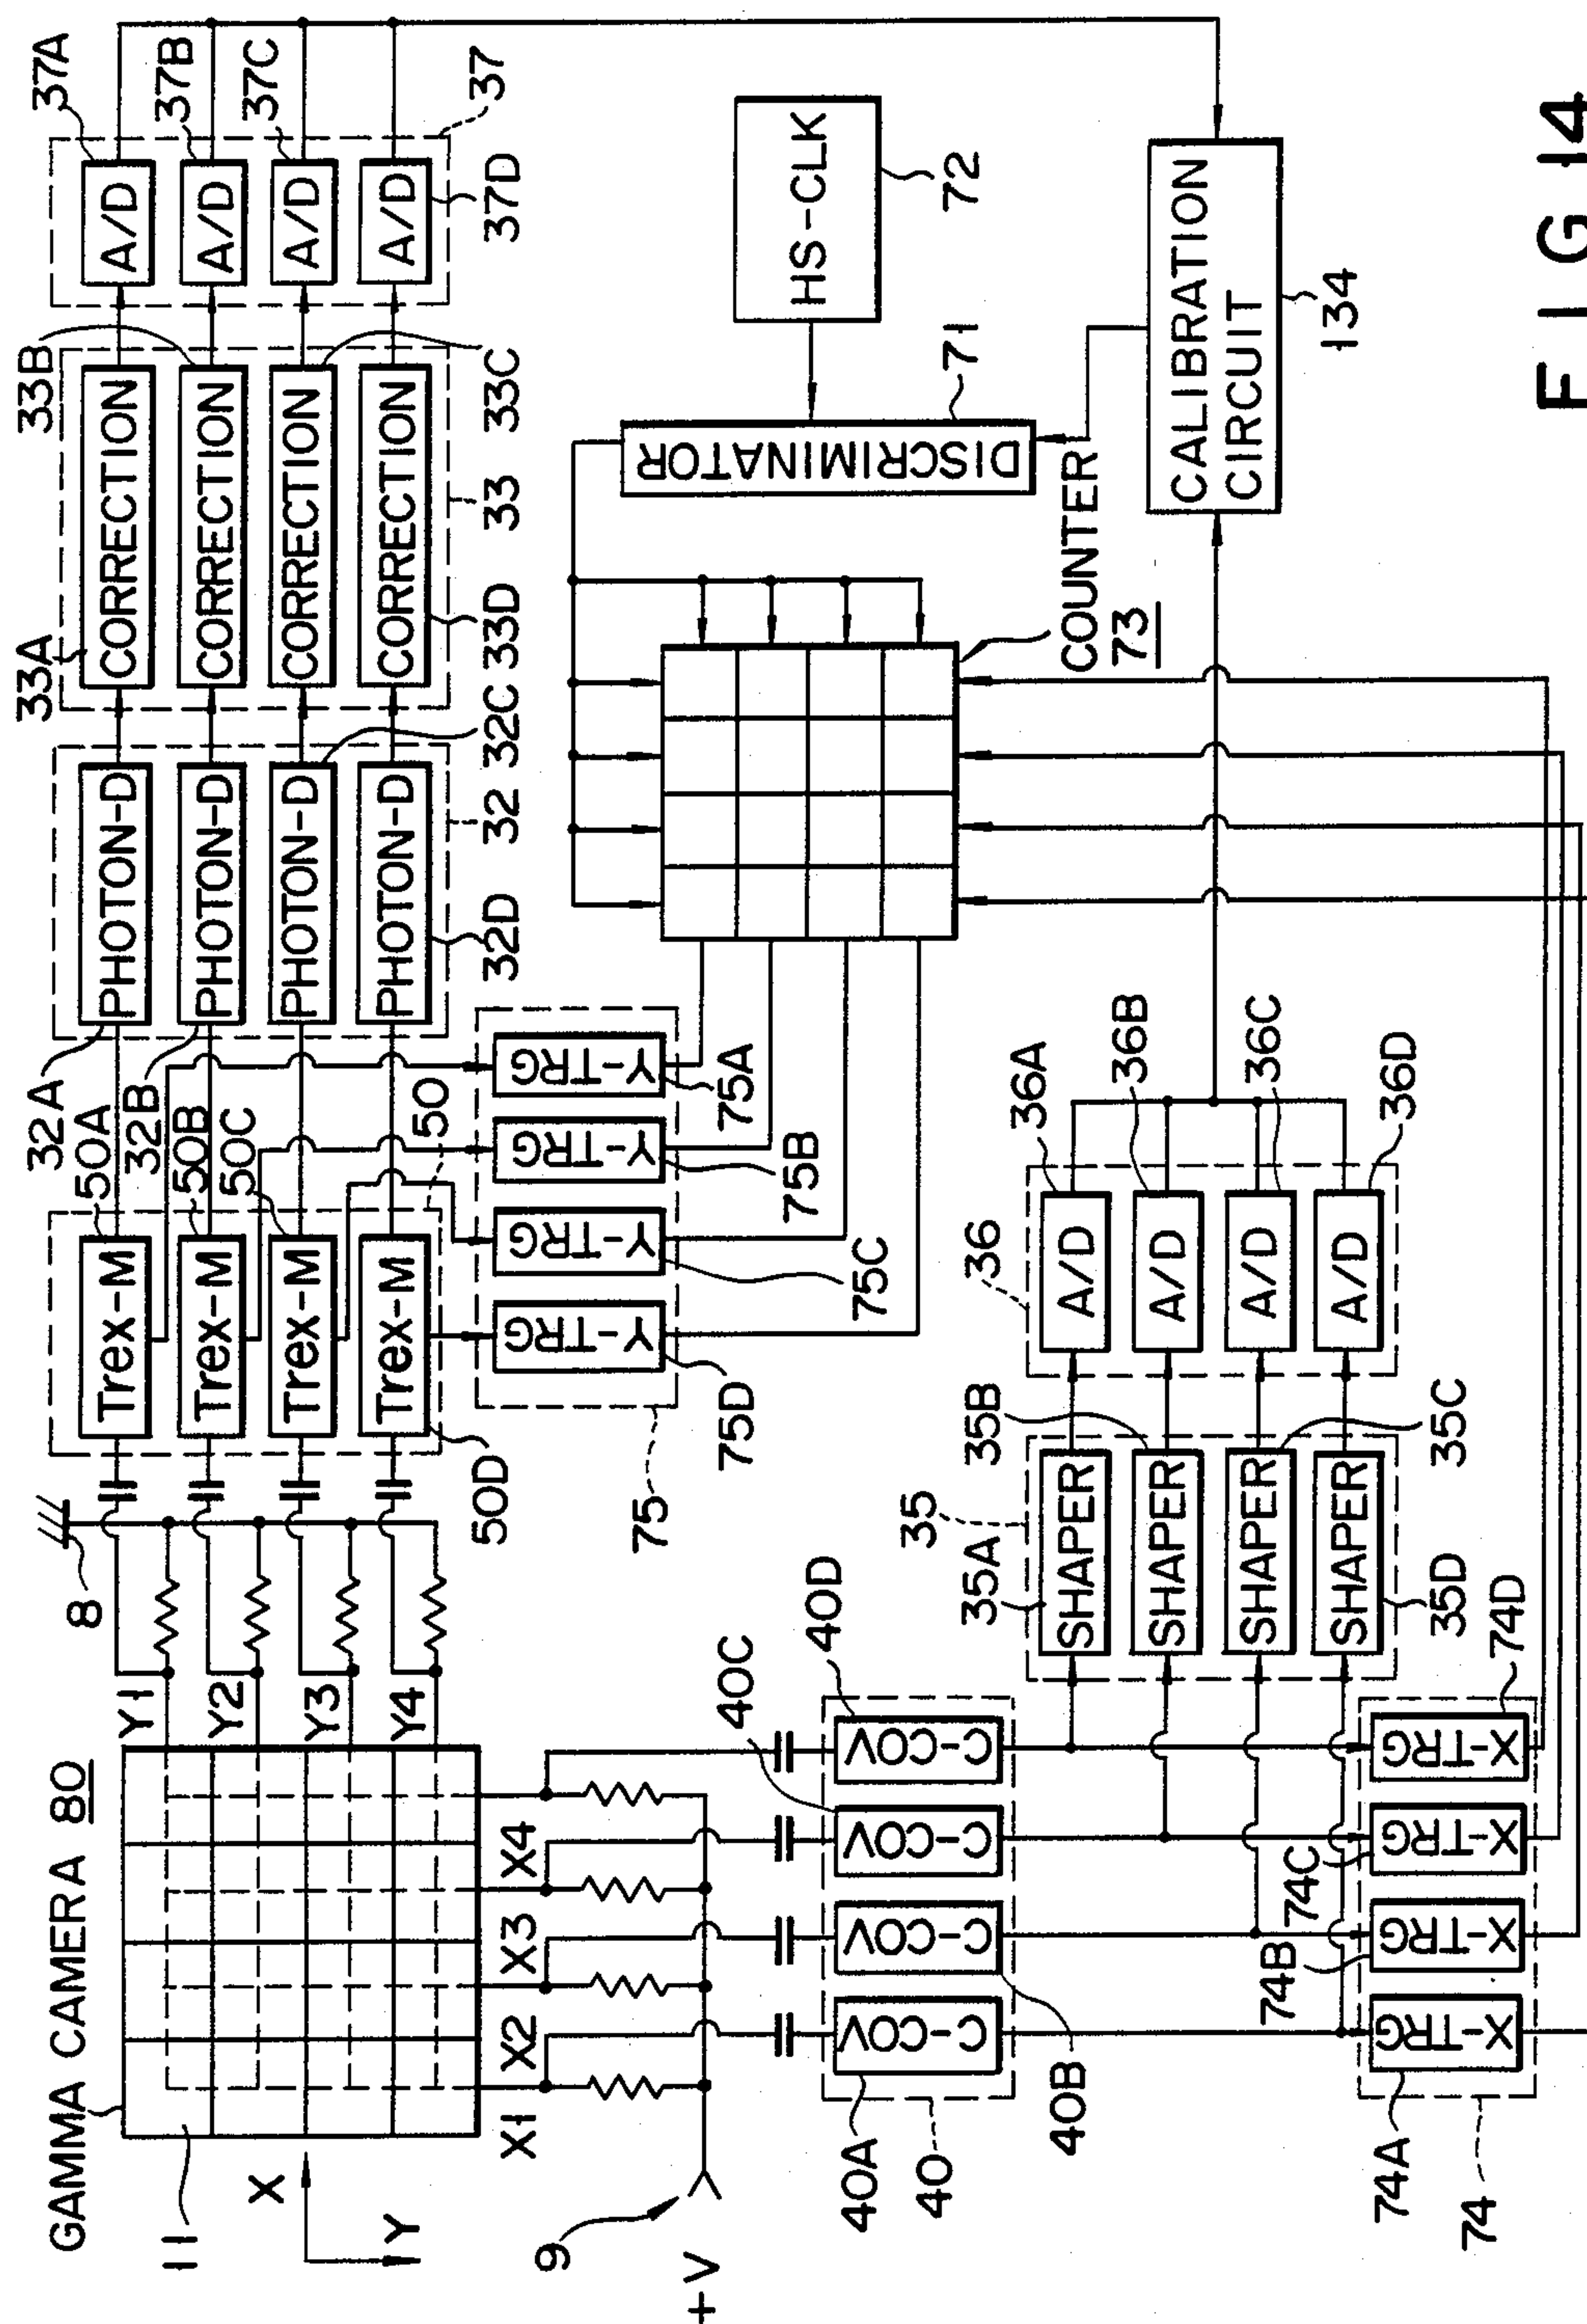 GAMMA CAMERA 80
11
X
Y
9
+V
Y1
Y2
Y3
Y4
X1
X2
X3
X4
8
50A
50B
50C
50D
50
Trex-M
Trex-M
Trex-M
Trex-M
32A
32B
32C
32D
32
PHOTON-D
PHOTON-D
PHOTON-D
PHOTON-D
33A
33B
33C
33D
33
CORRECTION
CORRECTION
CORRECTION
CORRECTION
37A
37B
37C
37D
37
A/D
A/D
A/D
A/D
75
75D
75C
75B
75A
Y-TRG
Y-TRG
Y-TRG
Y-TRG
DISCRIMINATOR
71
HS-CLK
72
COUNTER
73
CALIBRATION
CIRCUIT
134
40A
40
40B
40C
40D
C-COV
C-COV
C-COV
C-COV
35
35A
35B
35C
35D
SHAPER
SHAPER
SHAPER
SHAPER
36
36A
36B
36C
36D
A/D
A/D
A/D
A/D
74A
74
74B
74C
74D
X-TRG
X-TRG
X-TRG
X-TRG
FIG 14